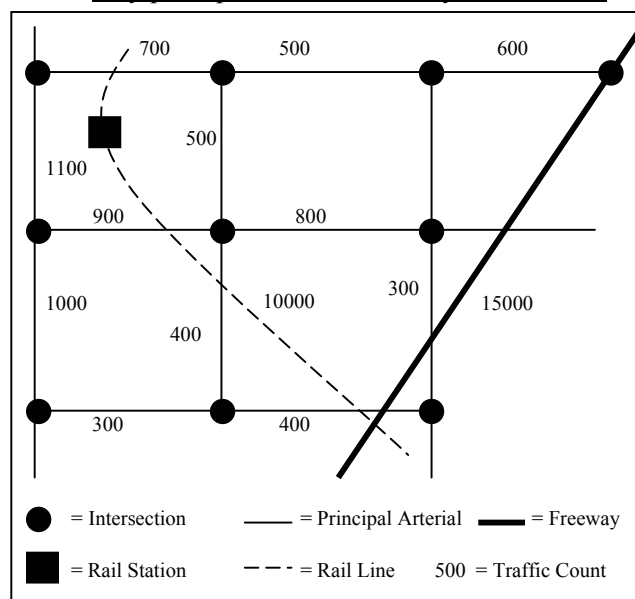 700 500 600
500
1100
900 800
1000 10000 300 15000
400
300 400
= Intersection = Principal Arterial = Freeway
= Rail Station = Rail Line 500 = Traffic Count